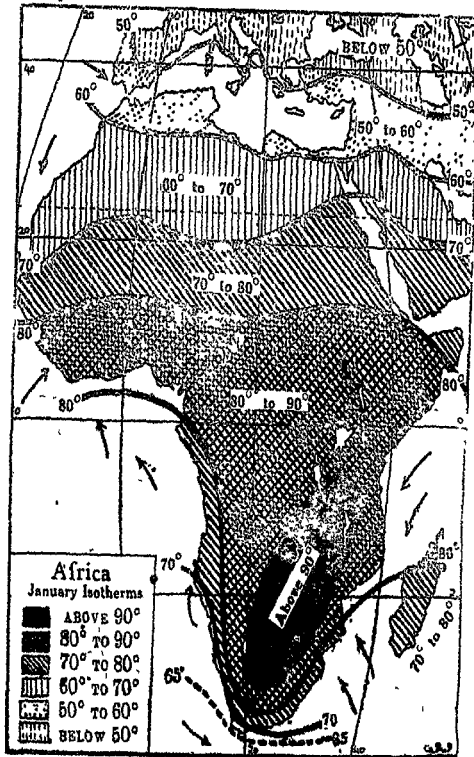 50°
50°
BELOW 50°
40
60°
50° to 60°
50°
60°
60° to 70°
20
70°
70°
70° to 80°
80°
80°
80° to 90°
80°
0°
70°
Above 90°
80°
70° to 80°
65°
70
65
Africa
January Isotherms
ABOVE 90°
80° TO 90°
70° TO 80°
60° TO 70°
50° TO 60°
BELOW 50°